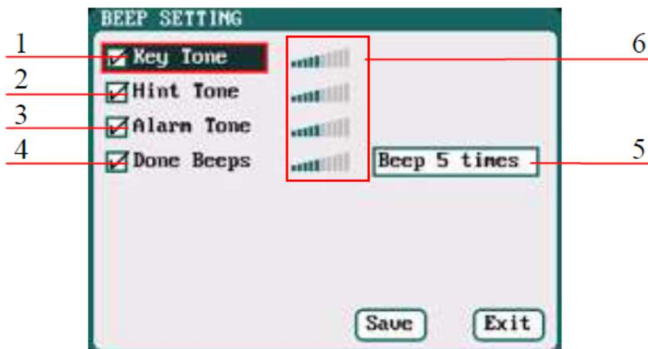 BEEP SETTING
1 Key Tone 6
2 Hint Tone
3 Alarm Tone
4 Done Beeps Beep 5 times 5
Save Exit